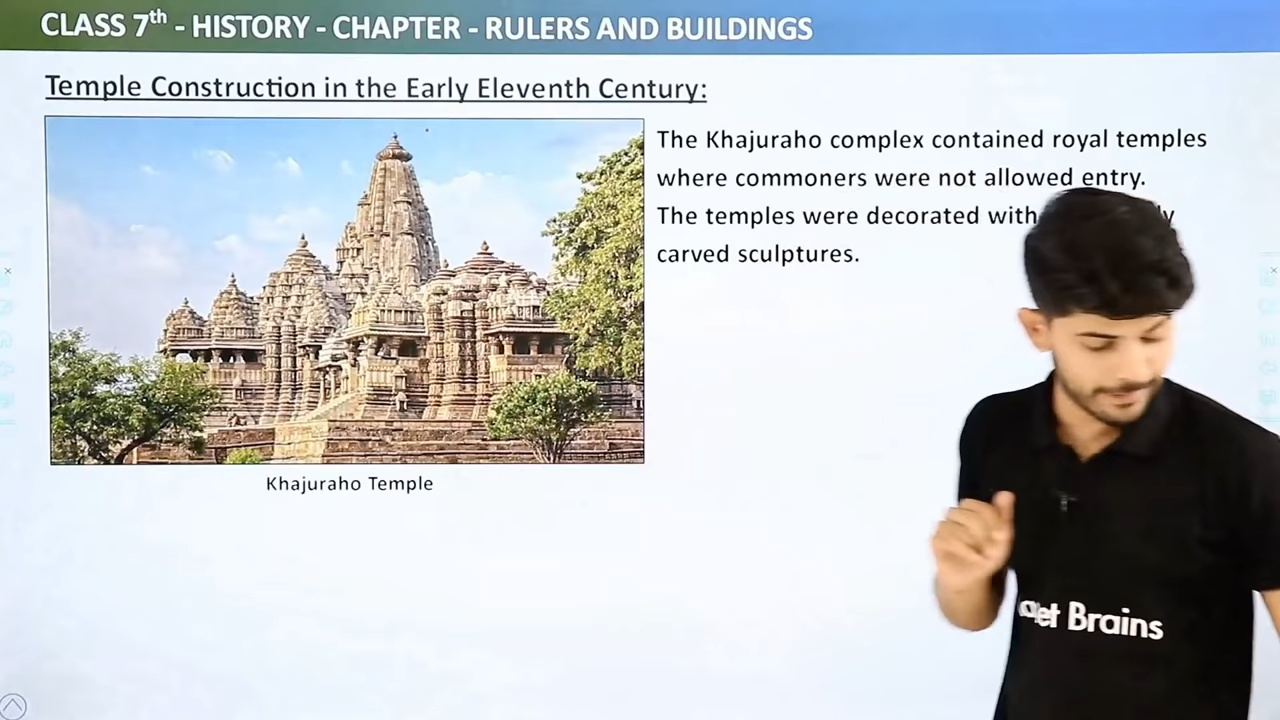 CLASS 7th - HISTORY - CHAPTER - RULERS AND BUILDINGS
Temple Construction in the Early Eleventh Century:
The Khajuraho complex contained royal temples
where commoners were not allowed entry.
The temples were decorated with
carved sculptures.
Khajuraho Temple
Brains